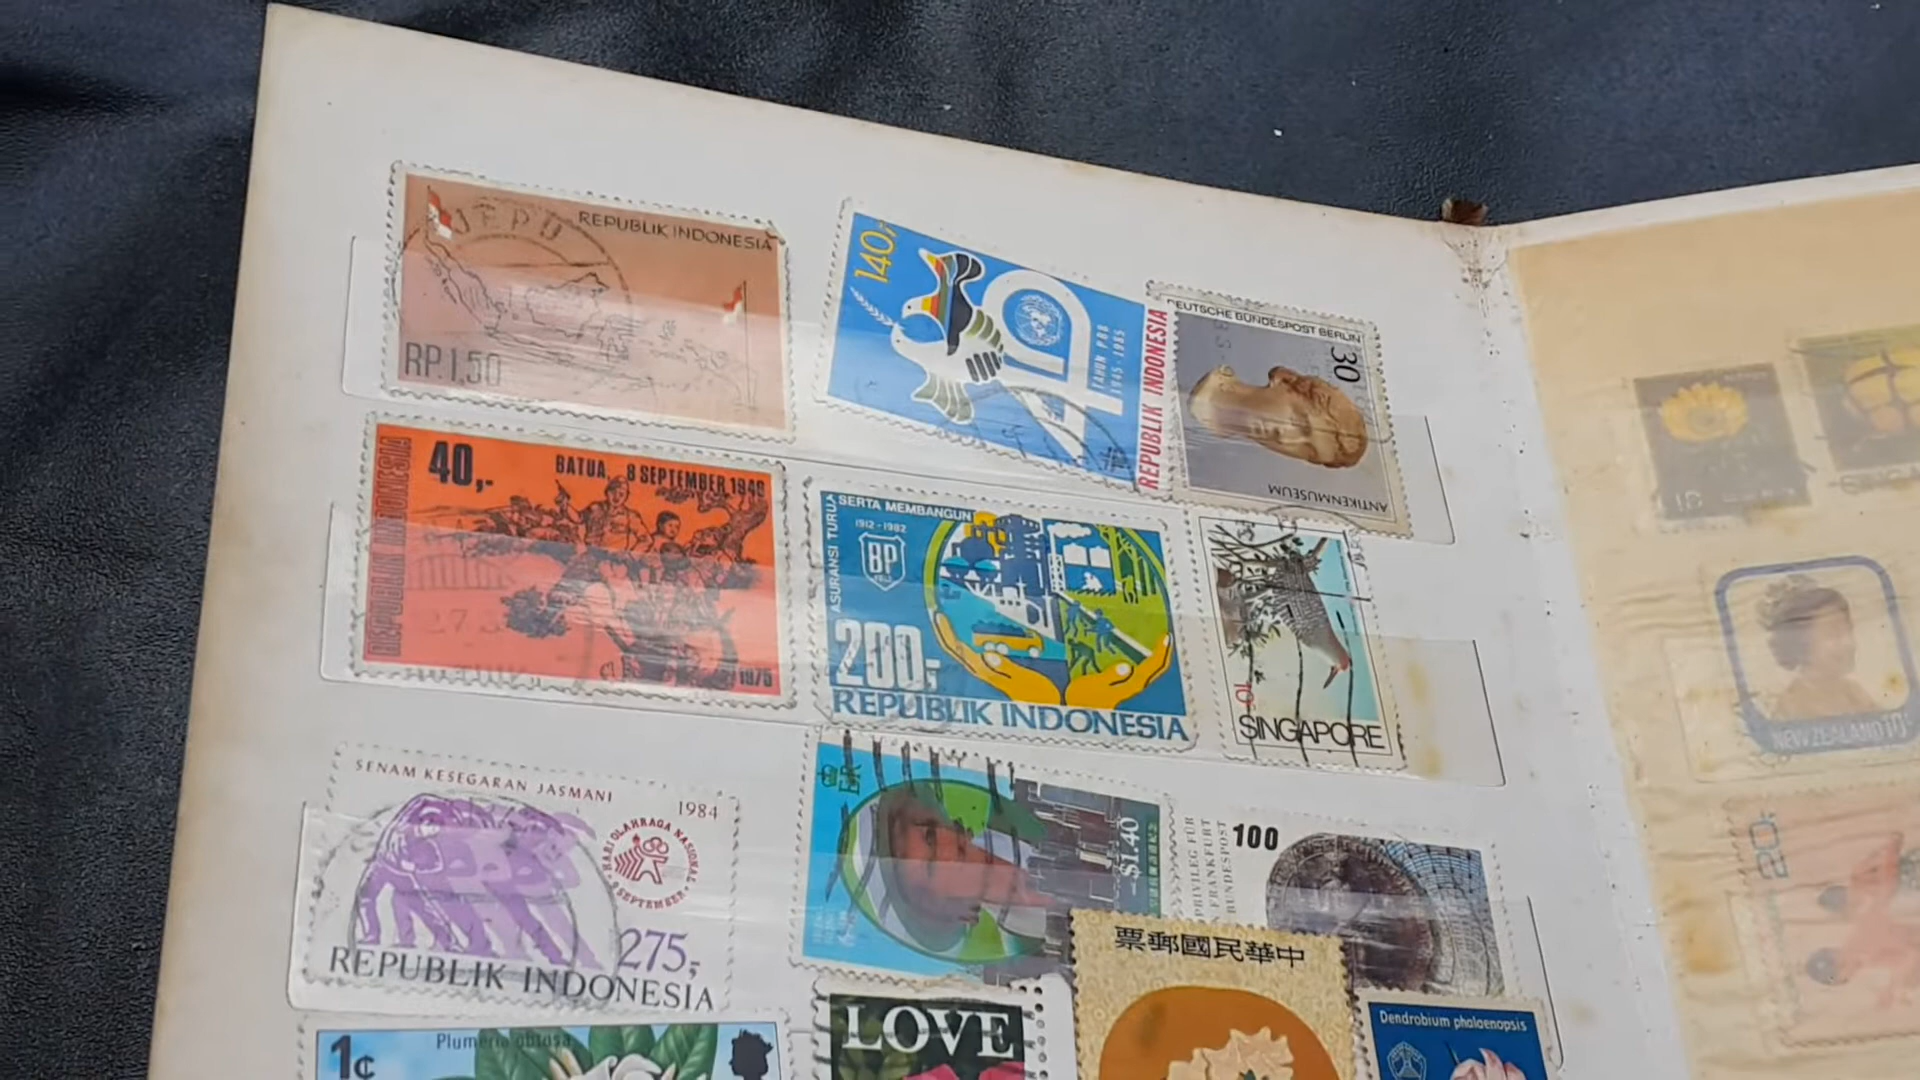 REPUBLIK INDONESIA
RP.1,50
140,-
TAHUN PBB
1945-1985
REPUBLIK INDONESIA
DEUTSCHE BUNDESPOST BERLIN
30
ANTIKENMUSEUM
40,-
BATUA, 8 SEPTEMBER 1946
REPUBLIK INDONESIA
1975
ASURANSI TURUT SERTA MEMBANGUN
1912-1982
BP
200,-
REPUBLIK INDONESIA
10
SINGAPORE
NEW ZEALAND 10c
SENAM KESEGARAN JASMANI
1984
HARI OLAHRAGA NASIONAL
9 SEPTEMBER
275,-
REPUBLIK INDONESIA
E R
$1.40
100
PRIVILEG FÜR
FRANKFURT
BUNDESPOST
票郵國民華中
20c
1c
Plumeria obtusa
LOVE
Dendrobium phalaenopsis